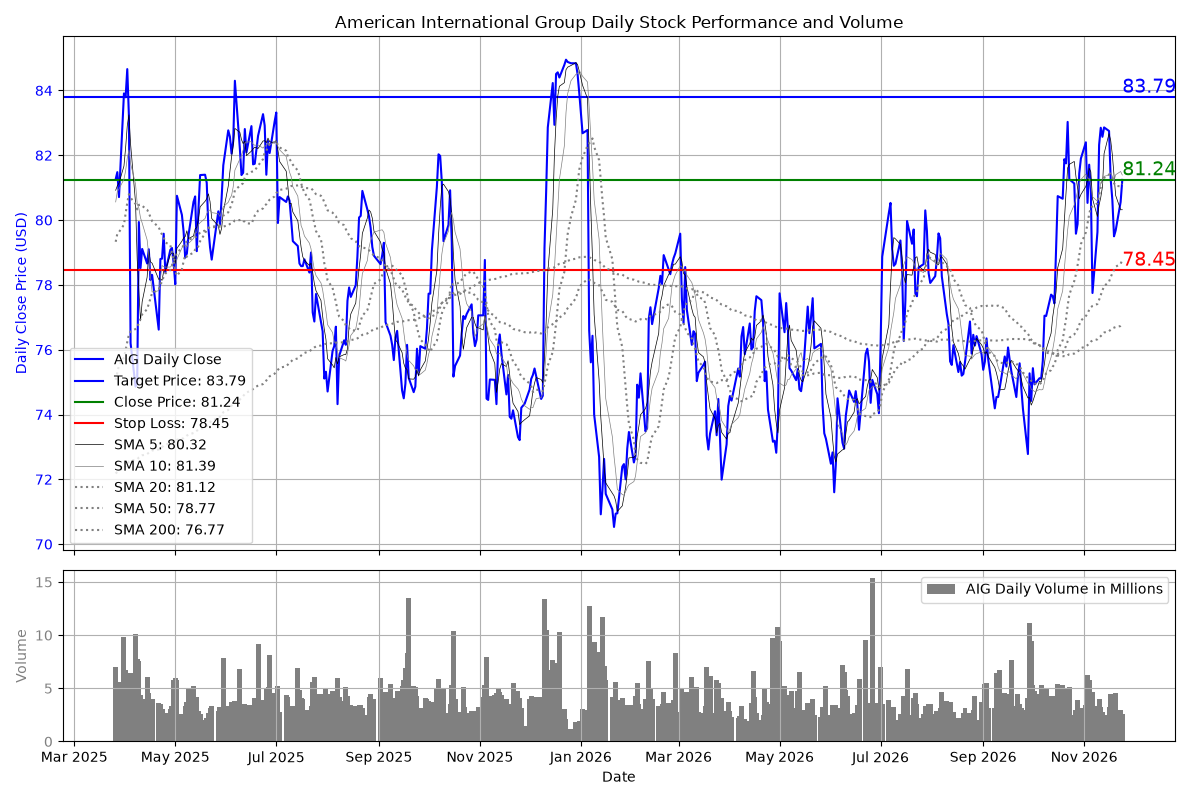 American International Group Daily Stock Performance and Volume
Daily Close Price (USD)
84
82
80
78
76
74
72
70
83.79
81.24
78.45
AIG Daily Close
Target Price: 83.79
Close Price: 81.24
Stop Loss: 78.45
SMA 5: 80.32
SMA 10: 81.39
SMA 20: 81.12
SMA 50: 78.77
SMA 200: 76.77
Volume
15
10
5
0
AIG Daily Volume in Millions
Mar 2025 May 2025 Jul 2025 Sep 2025 Nov 2025 Jan 2026 Mar 2026 May 2026 Jul 2026 Sep 2026 Nov 2026
Date